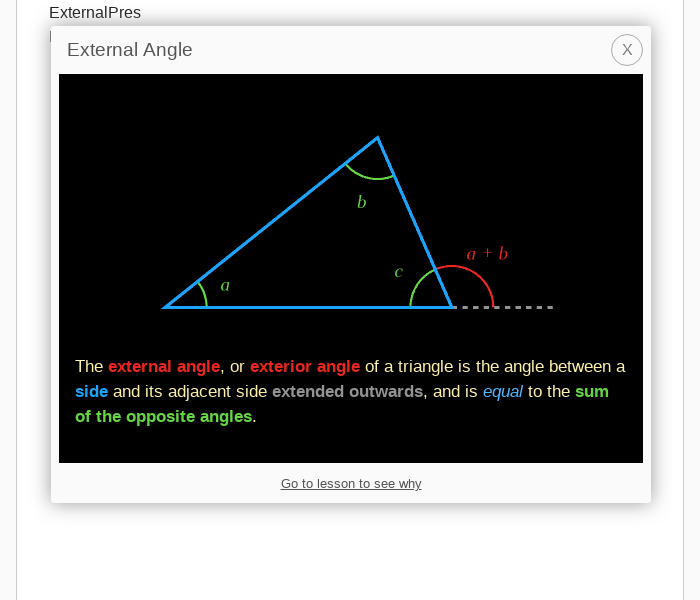 ExternalPres
External Angle
X
b
a + b
c
a
The external angle, or exterior angle of a triangle is the angle between a
side and its adjacent side extended outwards, and is equal to the sum
of the opposite angles.
Go to lesson to see why